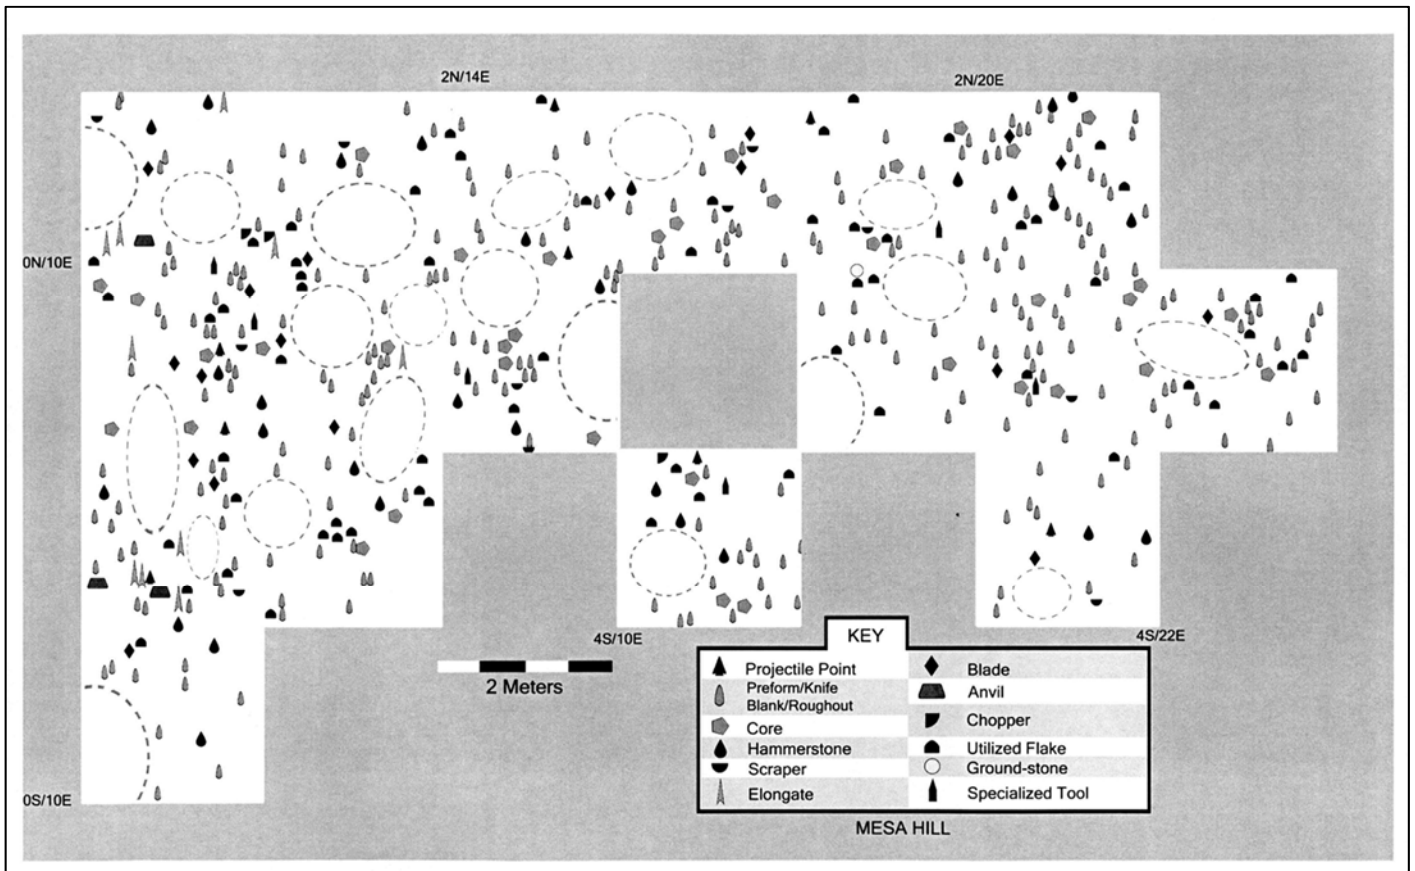 2N/14E
2N/20E
0N/10E
4S/10E
4S/22E
0S/10E
2 Meters
KEY
Projectile Point
Preform/Knife
Blank/Roughout
Core
Hammerstone
Scraper
Elongate
Blade
Anvil
Chopper
Utilized Flake
Ground-stone
Specialized Tool
MESA HILL